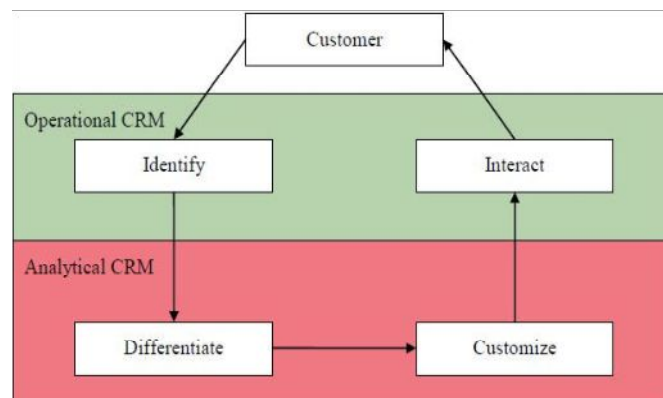 Customer
Operational CRM
Identify
Interact
Analytical CRM
Differentiate
Customize